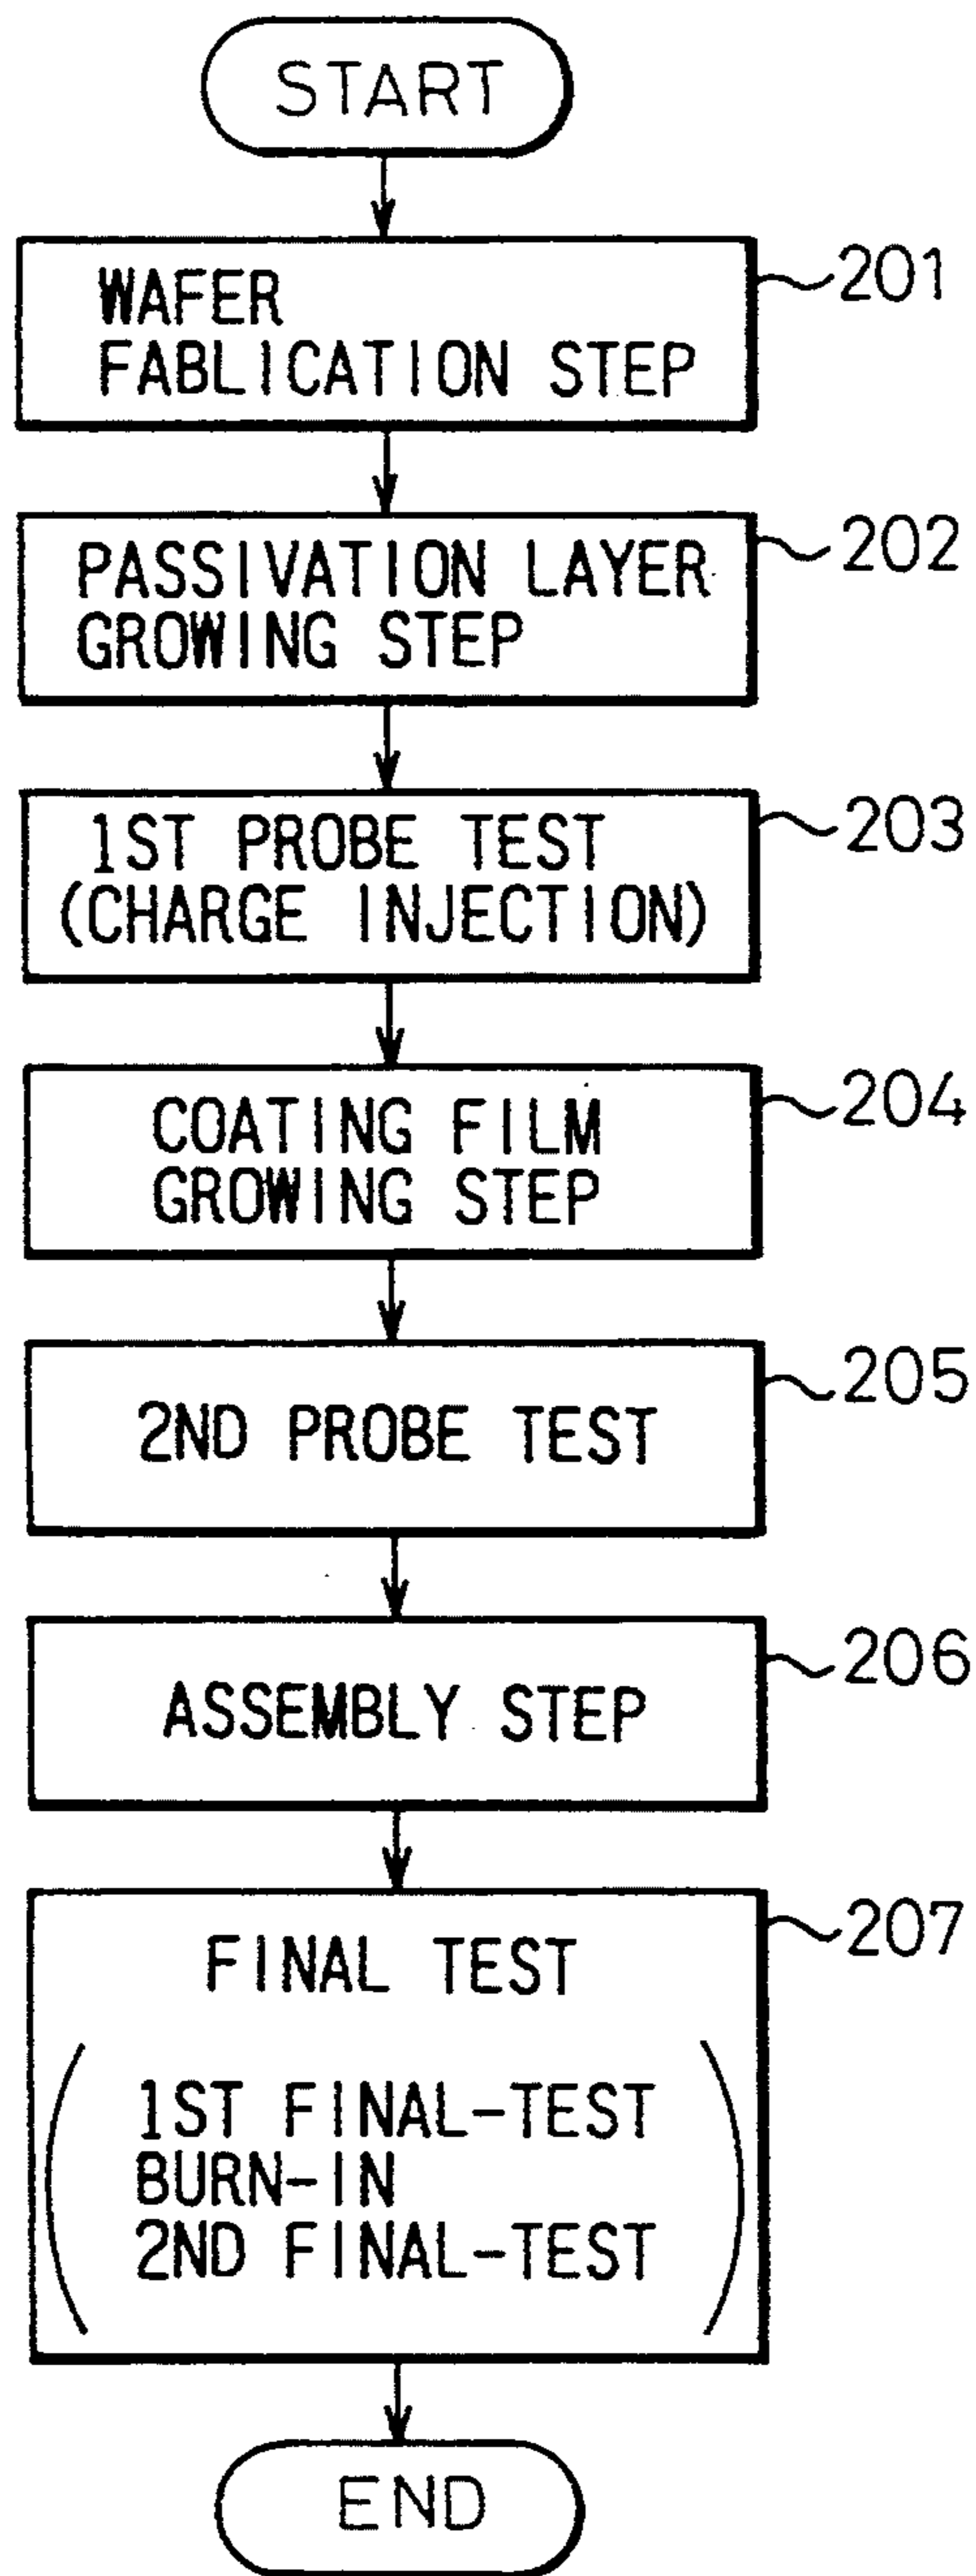 START
WAFER
FABLICATION STEP
201
PASSIVATION LAYER
GROWING STEP
202
1ST PROBE TEST
(CHARGE INJECTION)
203
COATING FILM
GROWING STEP
204
2ND PROBE TEST
205
ASSEMBLY STEP
206
FINAL TEST
207
(1ST FINAL-TEST
BURN-IN
2ND FINAL-TEST)
END